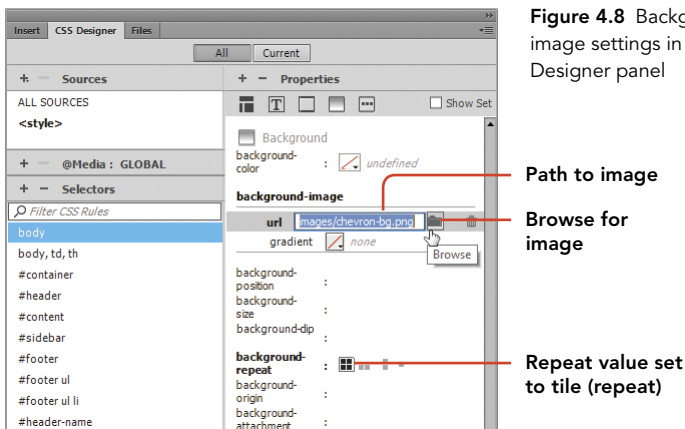 Insert CSS Designer Files
All Current
+ − Sources
ALL SOURCES
<style>
+ − @Media : GLOBAL
+ − Selectors
Filter CSS Rules
body
body, td, th
#container
#header
#content
#sidebar
#footer
#footer ul
#footer ul li
#header-name
+ − Properties
T Show Set
Background
background-
color : undefined
background-image
url images/chevron-bg.png
gradient none
Browse
background-
position :
background-
size :
background-dip
:
background-
repeat :
background-
origin :
background-
attachment :
Figure 4.8 Backg
image settings in
Designer panel
Path to image
Browse for
image
Repeat value set
to tile (repeat)